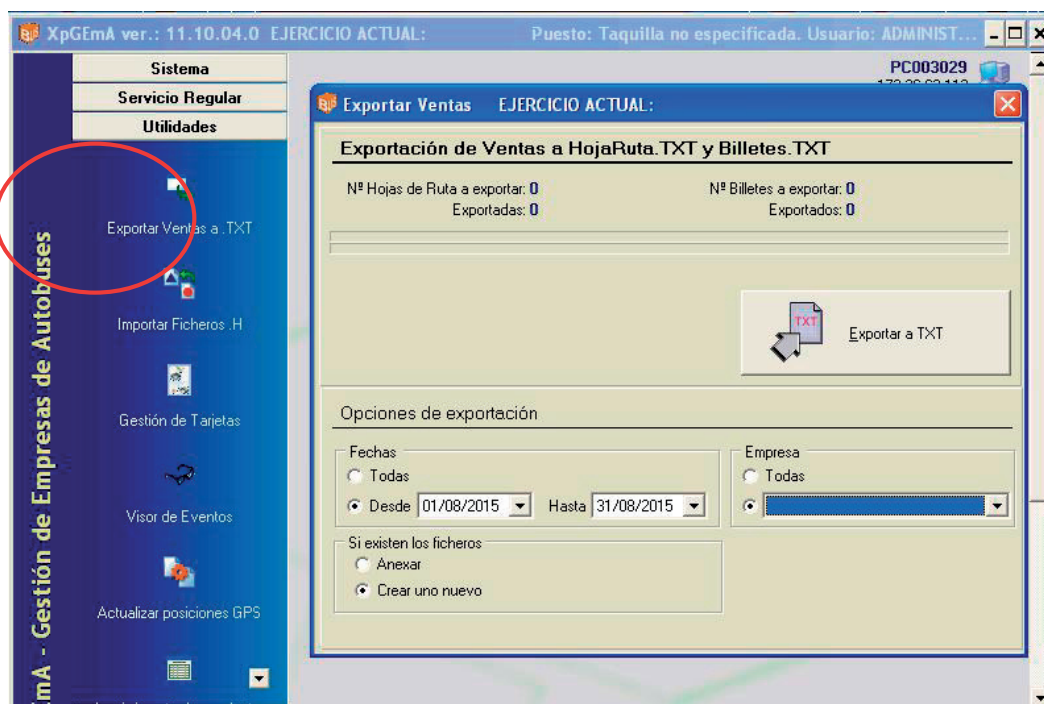 XpGEmA ver.: 11.10.04.0 EJERCICIO ACTUAL: Puesto: Taquilla no especificada. Usuario: ADMINIST...
Sistema
Servicio Regular
Utilidades
Exportar Ventas a .TXT
Importar Ficheros .H
Gestión de Tarjetas
Visor de Eventos
Actualizar posiciones GPS
mA - Gestión de Empresas de Autobuses
PC003029
Exportar Ventas EJERCICIO ACTUAL:
Exportación de Ventas a HojaRuta.TXT y Billetes.TXT
Nº Hojas de Ruta a exportar: 0 Nº Billetes a exportar: 0
Exportadas: 0 Exportados: 0
TXT
Exportar a TXT
Opciones de exportación
Fechas
Todas
Desde 01/08/2015 Hasta 31/08/2015
Empresa
Todas
Si existen los ficheros
Anexar
Crear uno nuevo